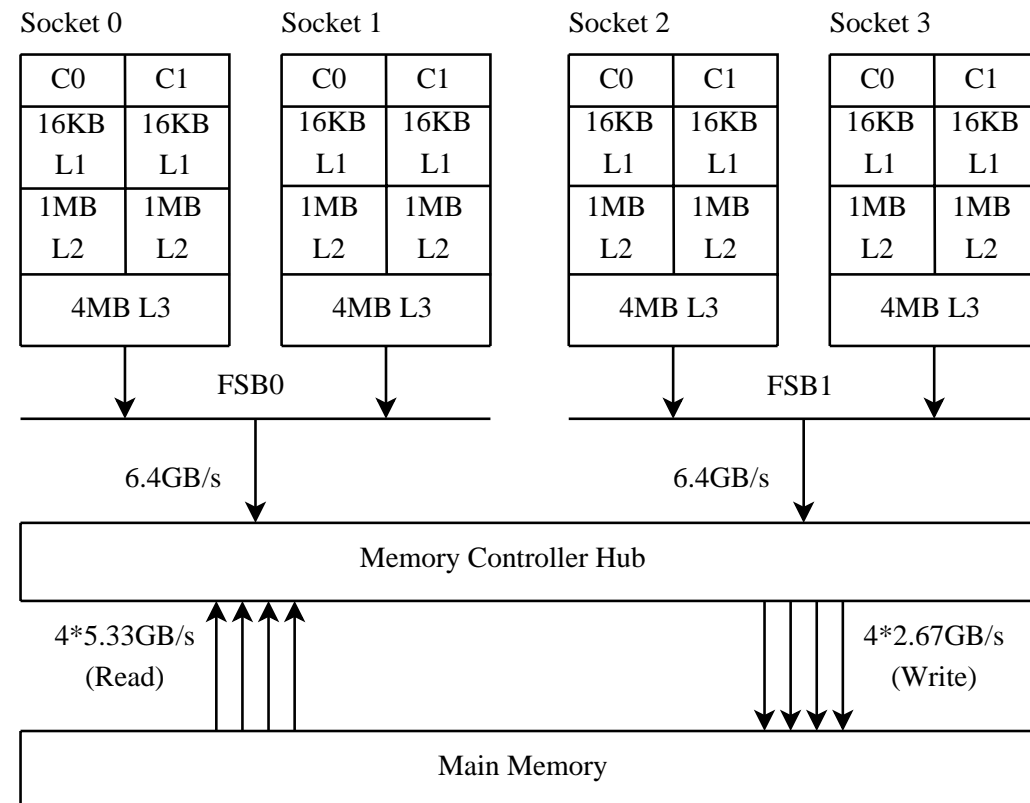 Socket 0 Socket 1 Socket 2 Socket 3
C0 C1 C0 C1 C0 C1 C0 C1
16KB 16KB 16KB 16KB 16KB 16KB 16KB 16KB
L1 L1 L1 L1 L1 L1 L1 L1
1MB 1MB 1MB 1MB 1MB 1MB 1MB 1MB
L2 L2 L2 L2 L2 L2 L2 L2
4MB L3 4MB L3 4MB L3 4MB L3
FSB0 FSB1
6.4GB/s 6.4GB/s
Memory Controller Hub
4*5.33GB/s 4*2.67GB/s
(Read) (Write)
Main Memory